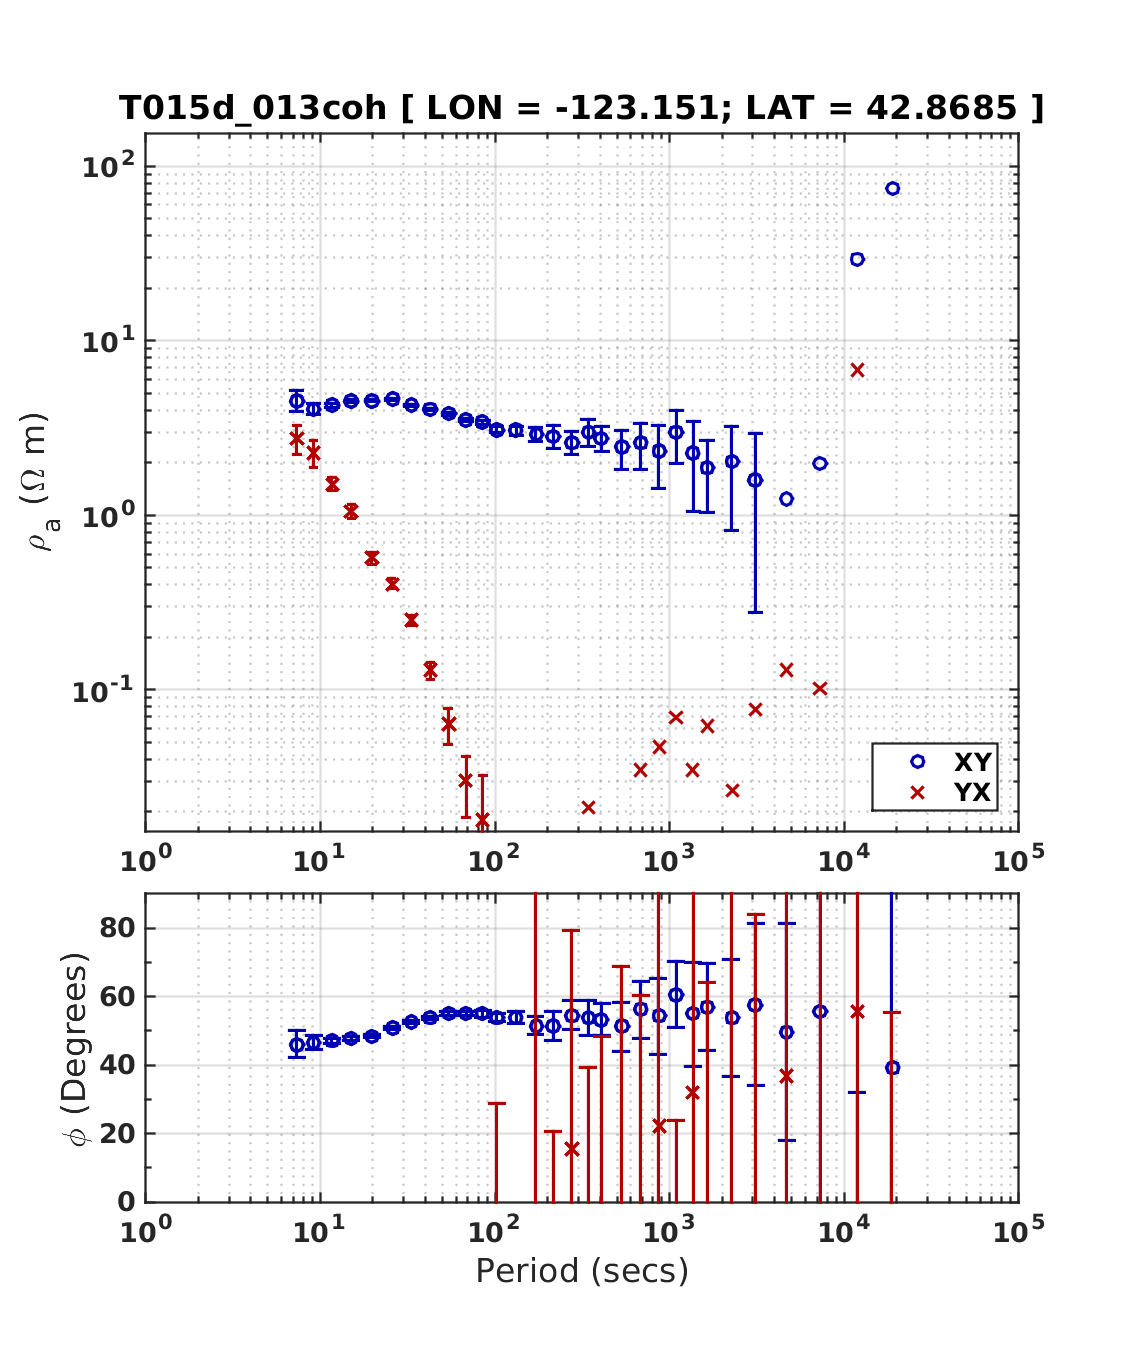 T015d_013coh [ LON = -123.151; LAT = 42.8685 ]
10²
10¹
10⁰
10⁻¹
ρₐ (Ω m)
XY
YX
10⁰ 10¹ 10² 10³ 10⁴ 10⁵
80
60
40
20
0
ϕ (Degrees)
10⁰ 10¹ 10² 10³ 10⁴ 10⁵
Period (secs)